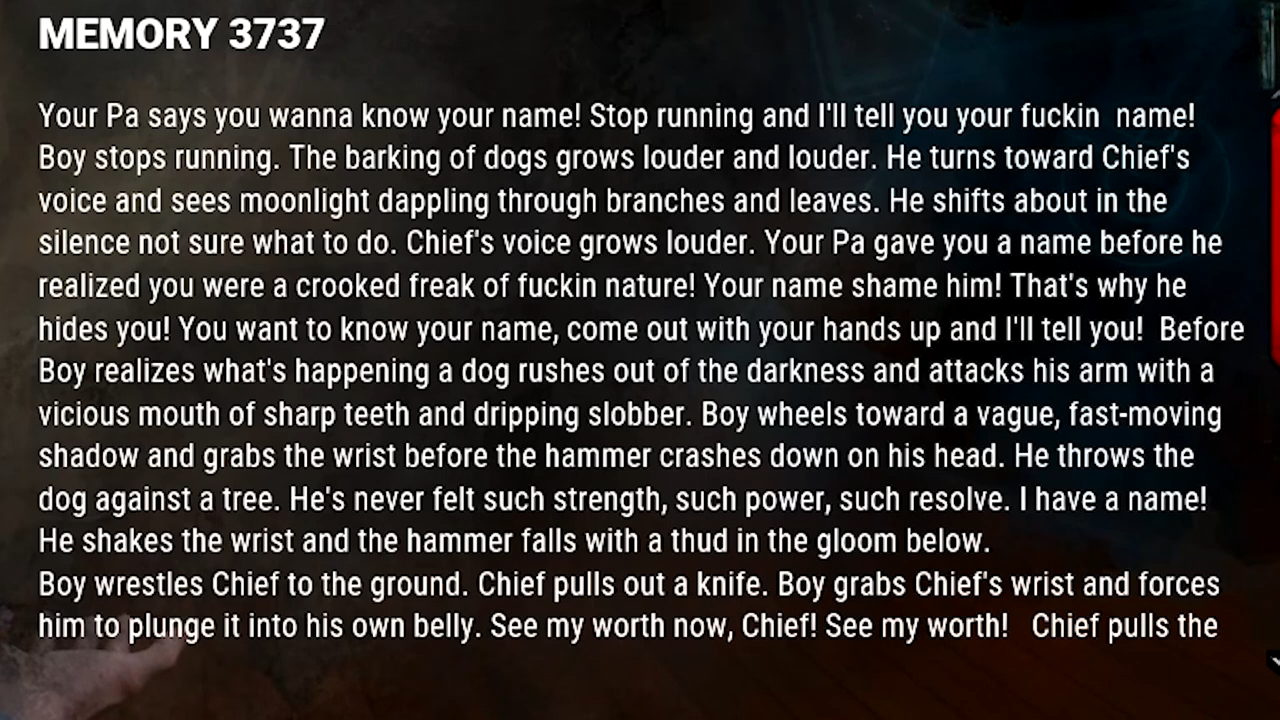 MEMORY 3737
Your Pa says you wanna know your name! Stop running and I'll tell you your fuckin  name!
Boy stops running. The barking of dogs grows louder and louder. He turns toward Chief's
voice and sees moonlight dappling through branches and leaves. He shifts about in the
silence not sure what to do. Chief's voice grows louder. Your Pa gave you a name before he
realized you were a crooked freak of fuckin nature! Your name shame him! That's why he
hides you! You want to know your name, come out with your hands up and I'll tell you!  Before
Boy realizes what's happening a dog rushes out of the darkness and attacks his arm with a
vicious mouth of sharp teeth and dripping slobber. Boy wheels toward a vague, fast-moving
shadow and grabs the wrist before the hammer crashes down on his head. He throws the
dog against a tree. He's never felt such strength, such power, such resolve. I have a name!
He shakes the wrist and the hammer falls with a thud in the gloom below.
Boy wrestles Chief to the ground. Chief pulls out a knife. Boy grabs Chief's wrist and forces
him to plunge it into his own belly. See my worth now, Chief! See my worth!   Chief pulls the